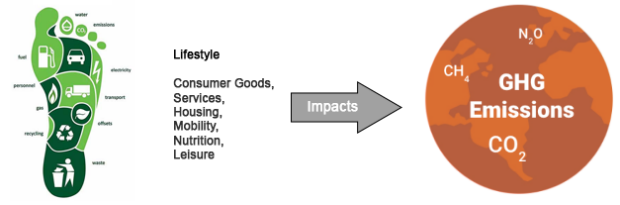 water
emissions
CO2
fuel
electricity
personnel
transport
gas
offsets
recycling
waste
Lifestyle
Consumer Goods,
Services,
Housing,
Mobility,
Nutrition,
Leisure
Impacts
N2O
CH4
GHG
Emissions
CO2